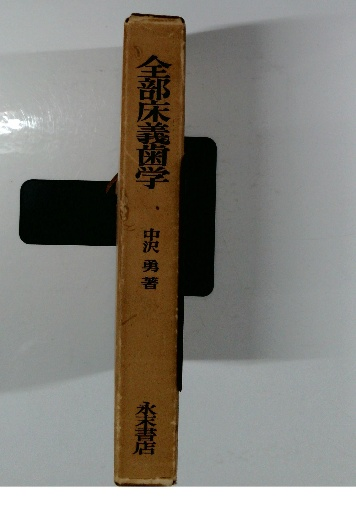 全部床義歯学
中沢 勇 著
永末書店